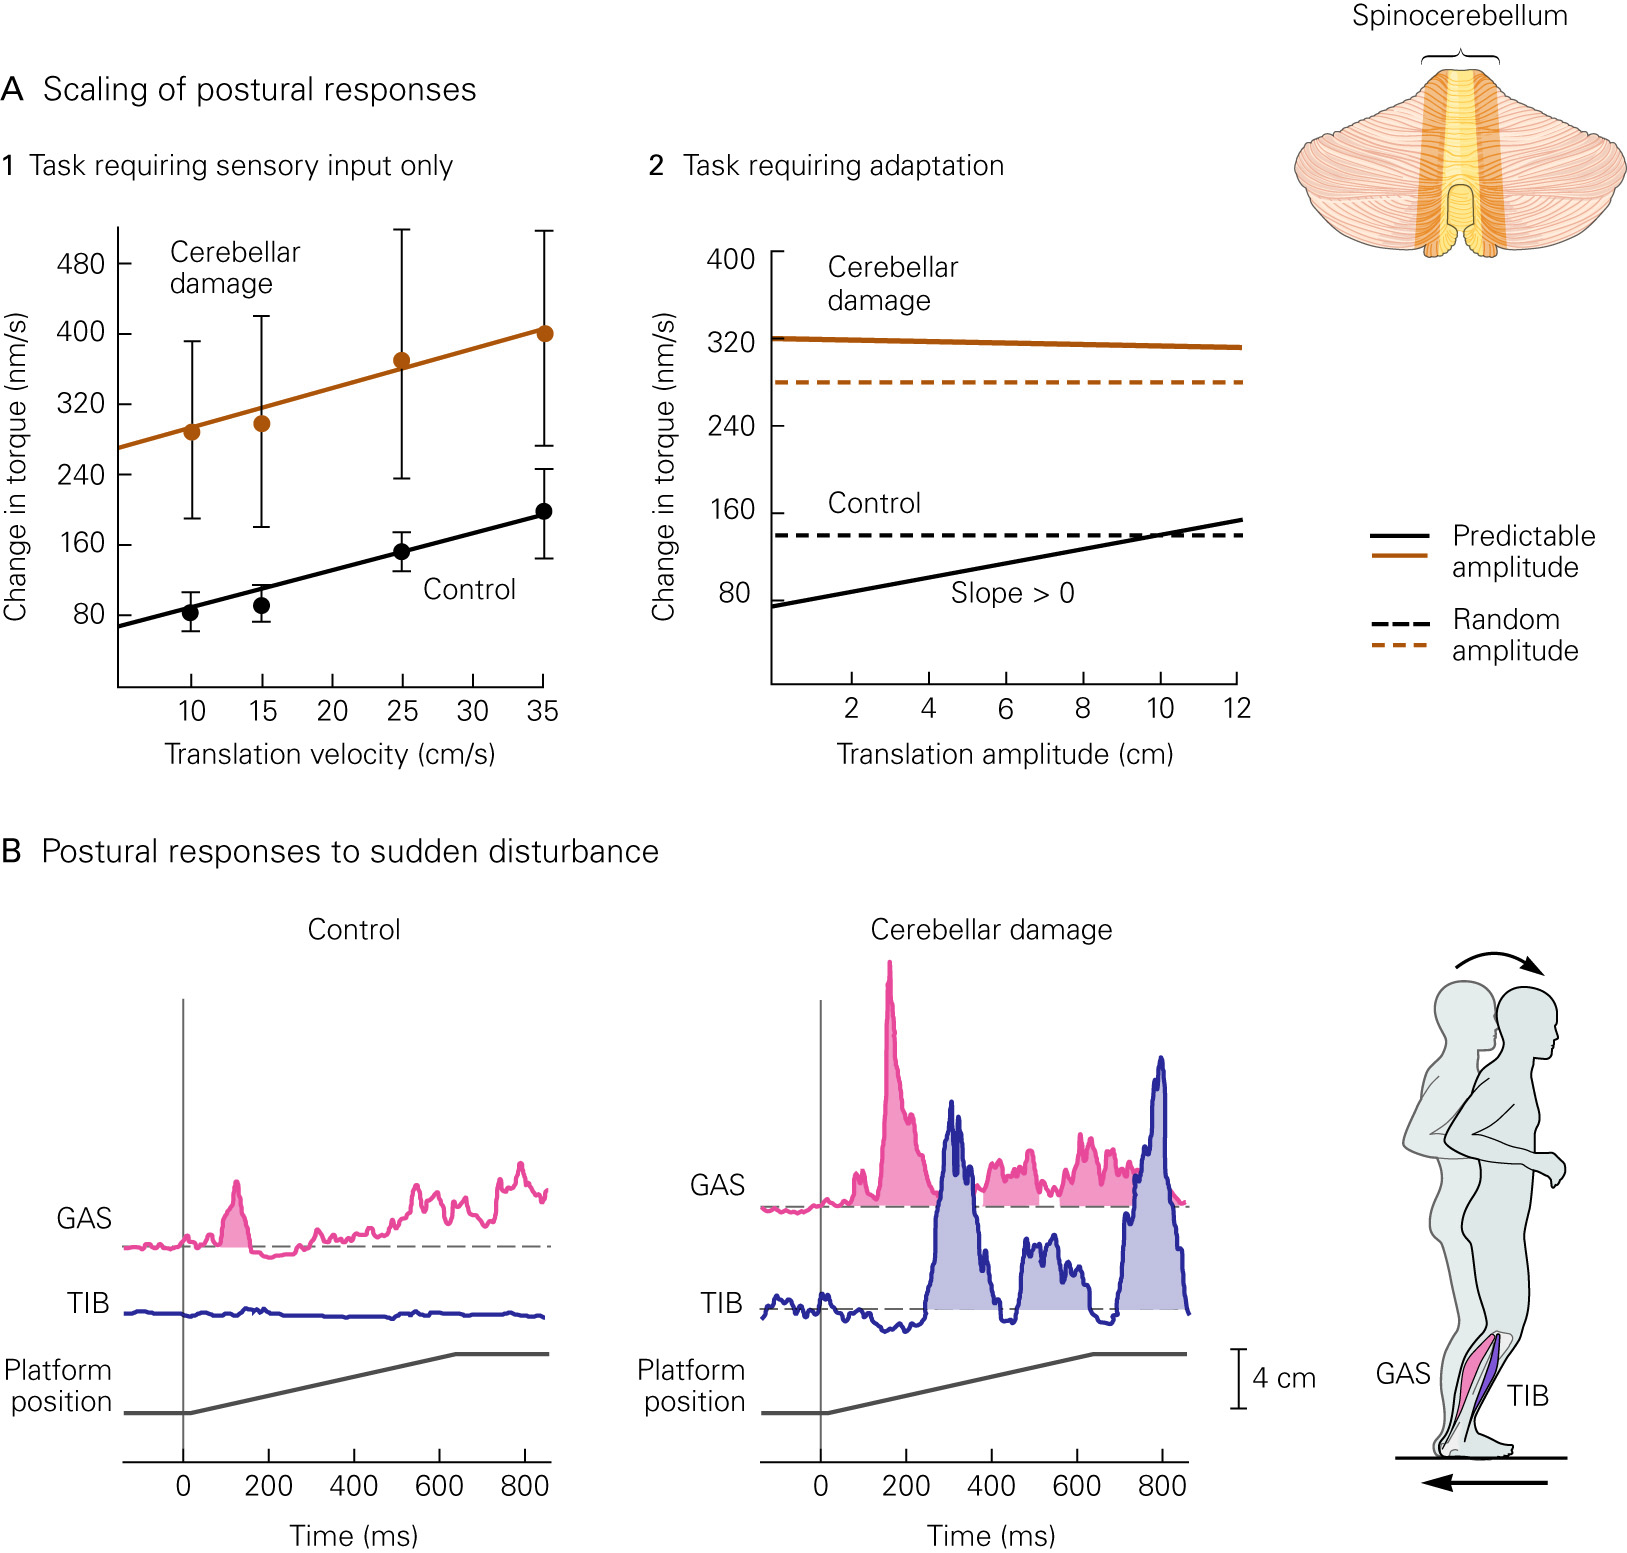 Spinocerebellum
A Scaling of postural responses
1 Task requiring sensory input only
Change in torque (nm/s)
480
400
320
240
160
80
Cerebellar
damage
Control
10 15 20 25 30 35
Translation velocity (cm/s)
2 Task requiring adaptation
Change in torque (nm/s)
400
320
240
160
80
Cerebellar
damage
Control
Slope > 0
2 4 6 8 10 12
Translation amplitude (cm)
Predictable
amplitude
Random
amplitude
B Postural responses to sudden disturbance
Control
GAS
TIB
Platform
position
0 200 400 600 800
Time (ms)
Cerebellar damage
GAS
TIB
Platform
position
4 cm
0 200 400 600 800
Time (ms)
GAS
TIB